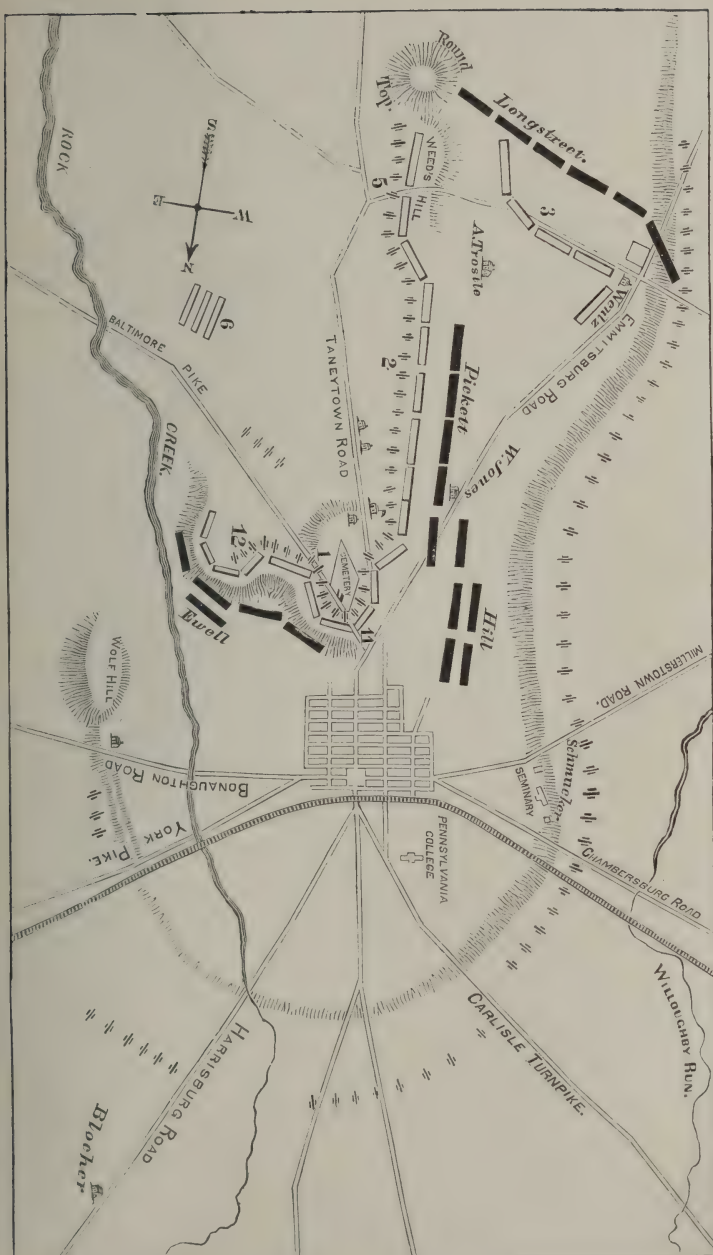 Round
Top.
Longstreet.
ROCK
S.
E
W
N
WEED'S
HILL
5
3
A. Trostle
Wentz
6
BALTIMORE
PIKE
TANEYTOWN ROAD
2
EMMITSBURG ROAD
Pickett
W. Jones
CREEK.
12
1
CEMETERY
11
Ewell
Hill
MILLERSTOWN ROAD.
WOLF HILL
Schmucker
SEMINARY
BONAUGHTON ROAD
YORK
PIKE.
PENNSYLVANIA
COLLEGE
CHAMBERSBURG ROAD
WILLOUGHBY RUN.
CARLISLE TURNPIKE.
HARRISBURG ROAD
Blocher